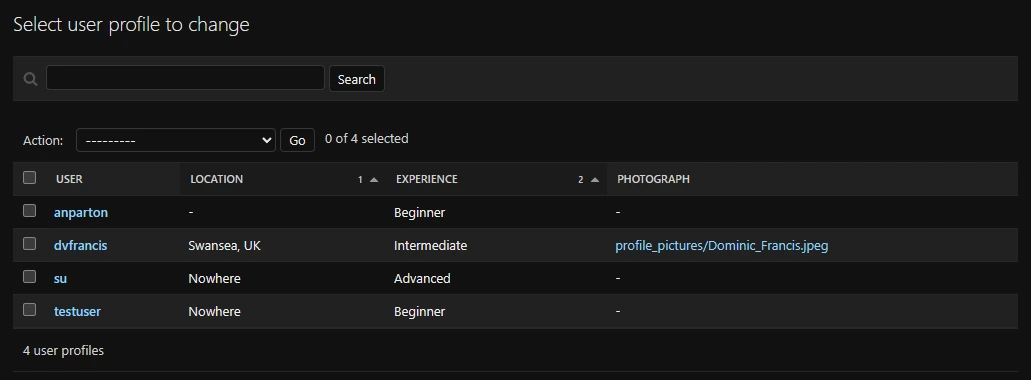 Select user profile to change
Search
Action: --------- Go 0 of 4 selected
USER LOCATION 1 EXPERIENCE 2 PHOTOGRAPH
anparton - Beginner -
dvfrancis Swansea, UK Intermediate profile_pictures/Dominic_Francis.jpeg
su Nowhere Advanced -
testuser Nowhere Beginner -
4 user profiles